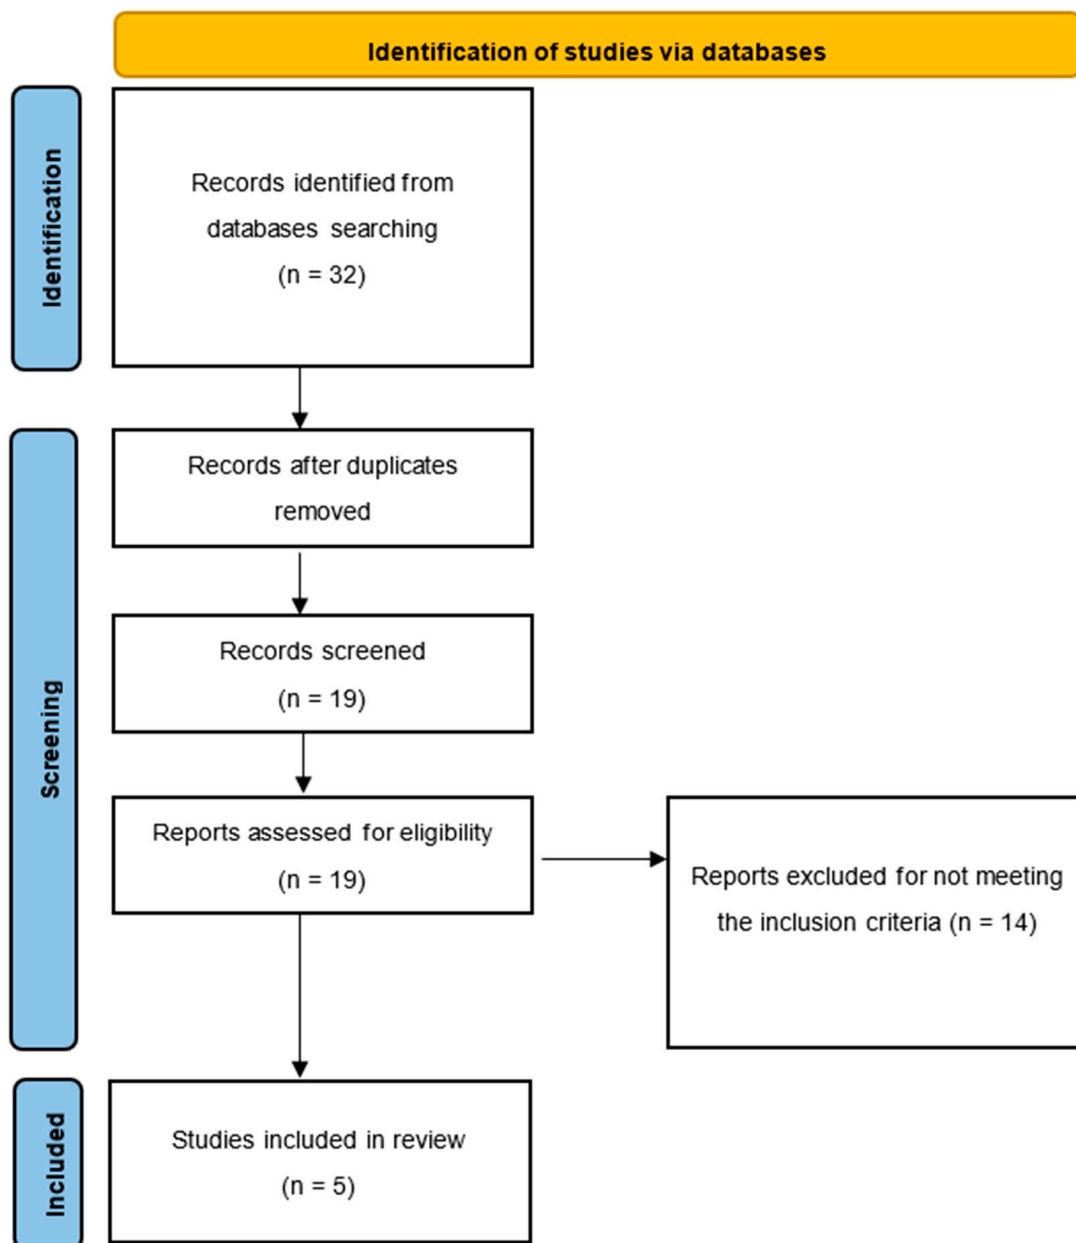 Identification of studies via databases
Identification
Records identified from
databases searching
(n = 32)
Screening
Records after duplicates
removed
Records screened
(n = 19)
Reports assessed for eligibility
(n = 19)
Reports excluded for not meeting
the inclusion criteria (n = 14)
Included
Studies included in review
(n = 5)